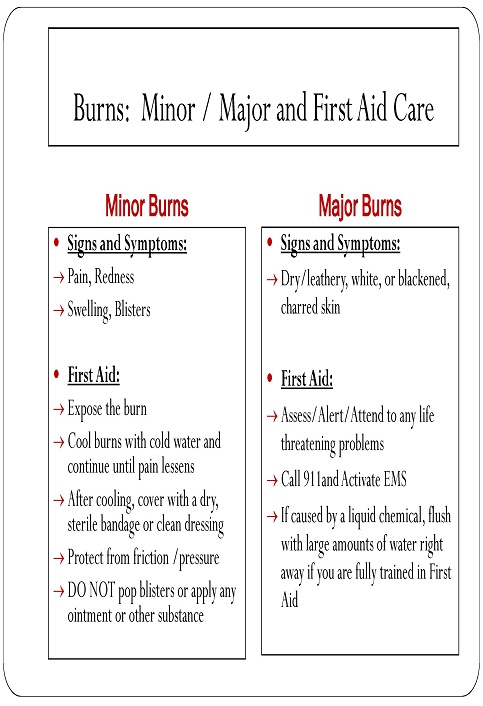 Burns:  Minor / Major and First Aid Care
Minor Burns
• Signs and Symptoms:
→ Pain, Redness
→ Swelling, Blisters
• First Aid:
→ Expose the burn
→ Cool burns with cold water and
continue until pain lessens
→ After cooling, cover with a dry,
sterile bandage or clean dressing
→ Protect from friction /pressure
→ DO NOT pop blisters or apply any
ointment or other substance
Major Burns
• Signs and Symptoms:
→ Dry/leathery, white, or blackened,
charred skin
• First Aid:
→ Assess/Alert/Attend to any life
threatening problems
→ Call 911and Activate EMS
→ If caused by a liquid chemical, flush
with large amounts of water right
away if you are fully trained in First
Aid